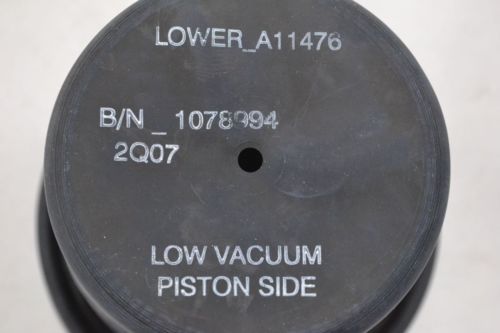 LOWER_A11476
B/N _ 1078994
2Q07
LOW VACUUM
PISTON SIDE